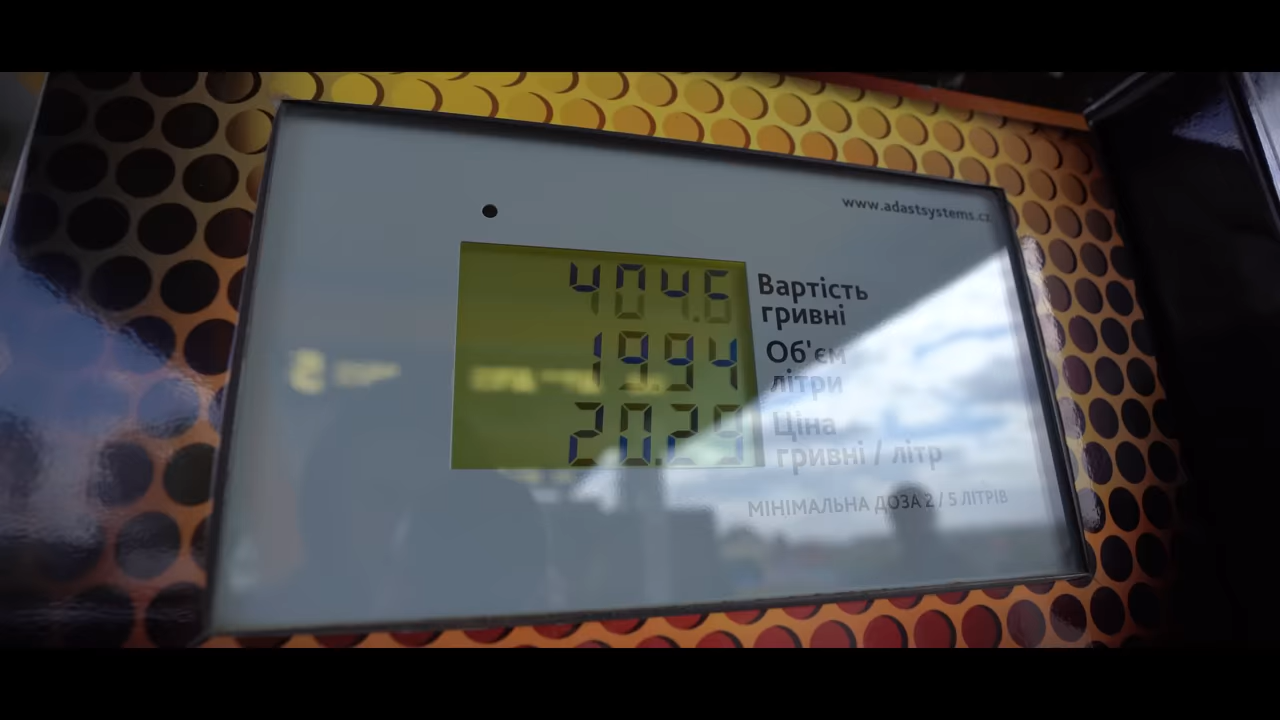 www.adastsystems.cz
404.6
Вартість
гривні
19.94
Об'єм
літри
20.29
Ціна
гривні / літр
МІНІМАЛЬНА ДОЗА 2 / 5 ЛІТРІВ